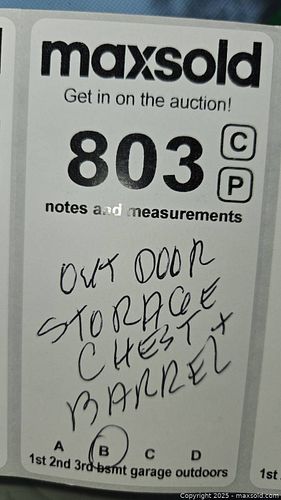 maxsold
Get in on the auction!
803 C
P
notes and measurements
OUT DOOR
STORAGE
CHEST +
BARREL
A B C D
1st 2nd 3rd bsmt garage outdoors
1st
Copyright © 2025 - maxsold.com